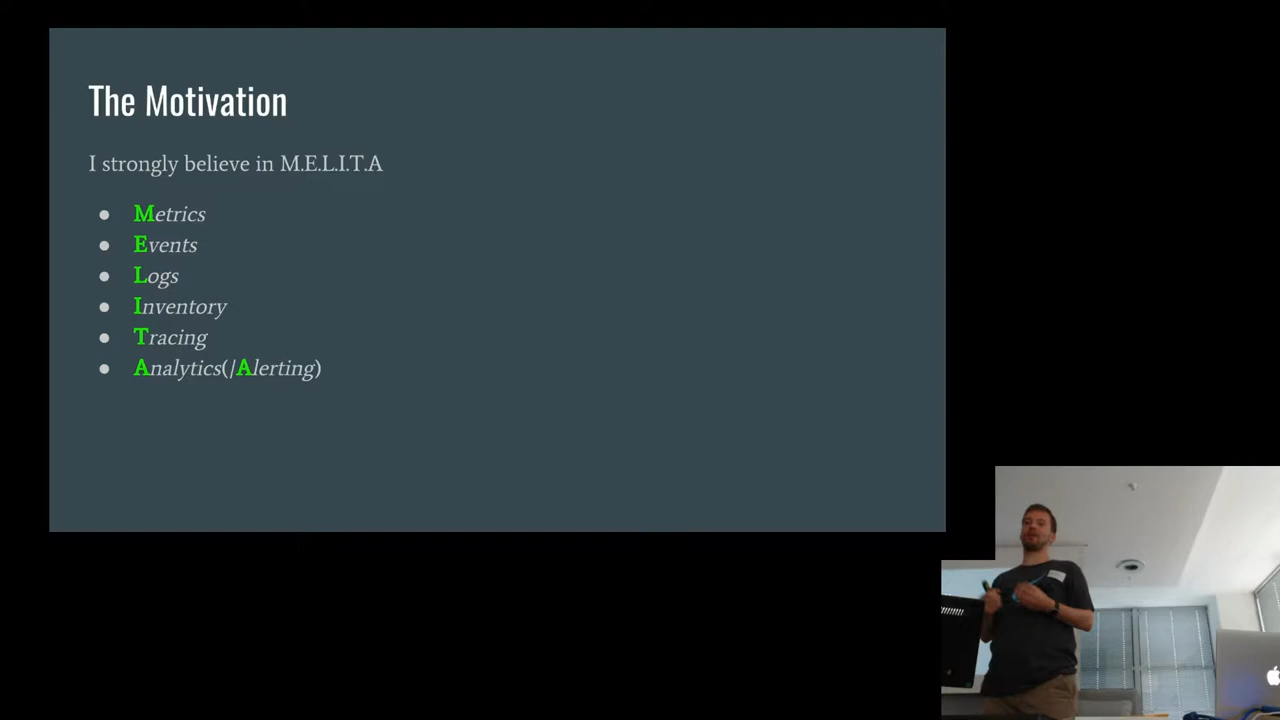 The Motivation
I strongly believe in M.E.L.I.T.A
● Metrics
● Events
● Logs
● Inventory
● Tracing
● Analytics(|Alerting)